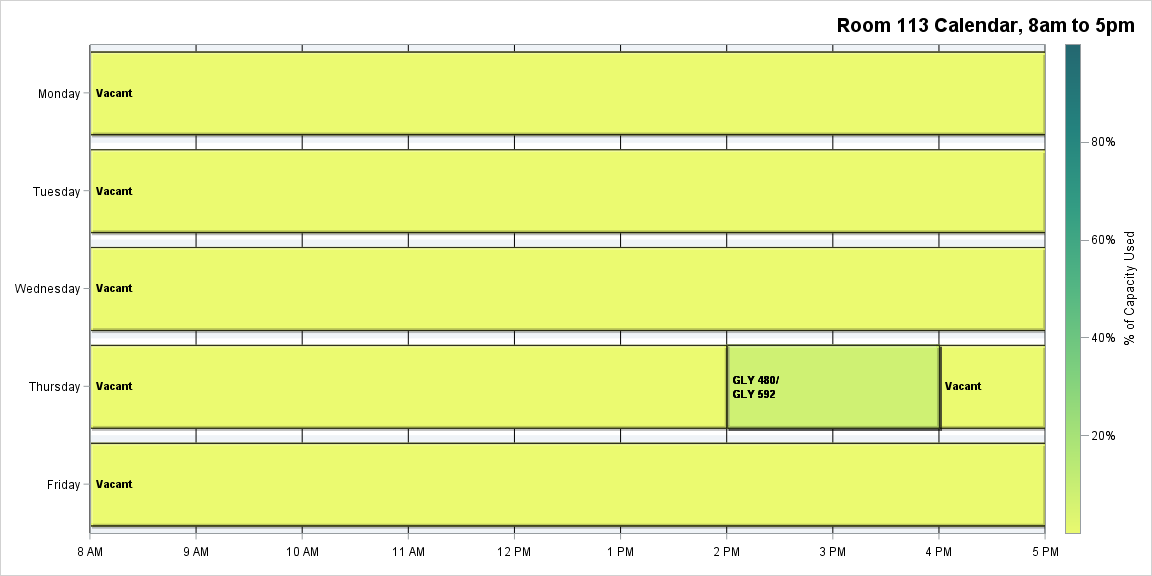 Room 113 Calendar, 8am to 5pm
Monday
Vacant
Tuesday
Vacant
Wednesday
Vacant
Thursday
Vacant
GLY 480/
GLY 592
Vacant
Friday
Vacant
8 AM
9 AM
10 AM
11 AM
12 PM
1 PM
2 PM
3 PM
4 PM
5 PM
80%
60%
40%
20%
% of Capacity Used